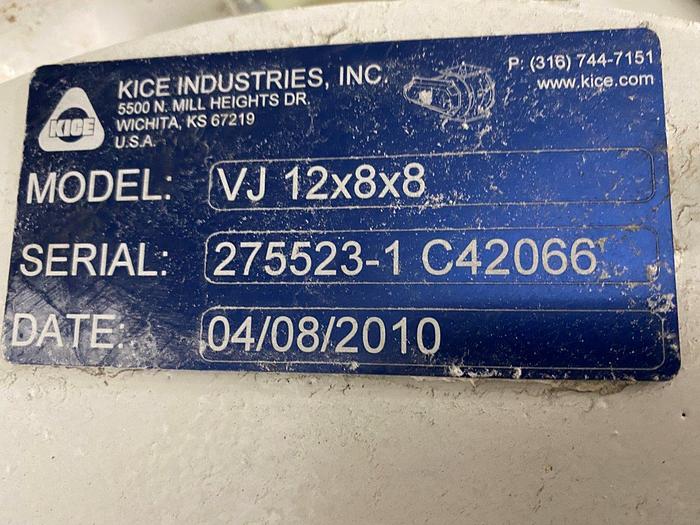 KICE
KICE INDUSTRIES, INC.
5500 N. MILL HEIGHTS DR.
WICHITA, KS 67219
U.S.A.
P: (316) 744-7151
www.kice.com
MODEL: VJ 12x8x8
SERIAL: 275523-1 C42066
DATE: 04/08/2010